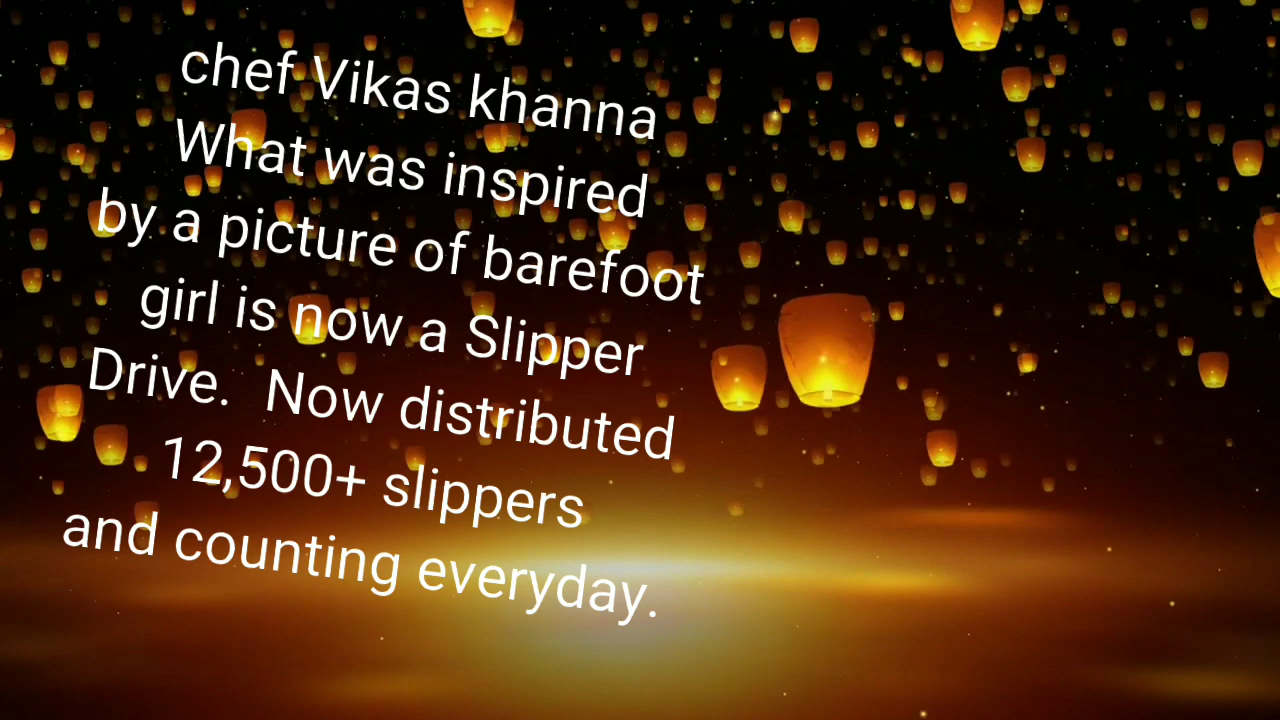 chef Vikas khanna
What was inspired
by a picture of barefoot
girl is now a Slipper
Drive.  Now distributed
12,500+ slippers
and counting everyday.